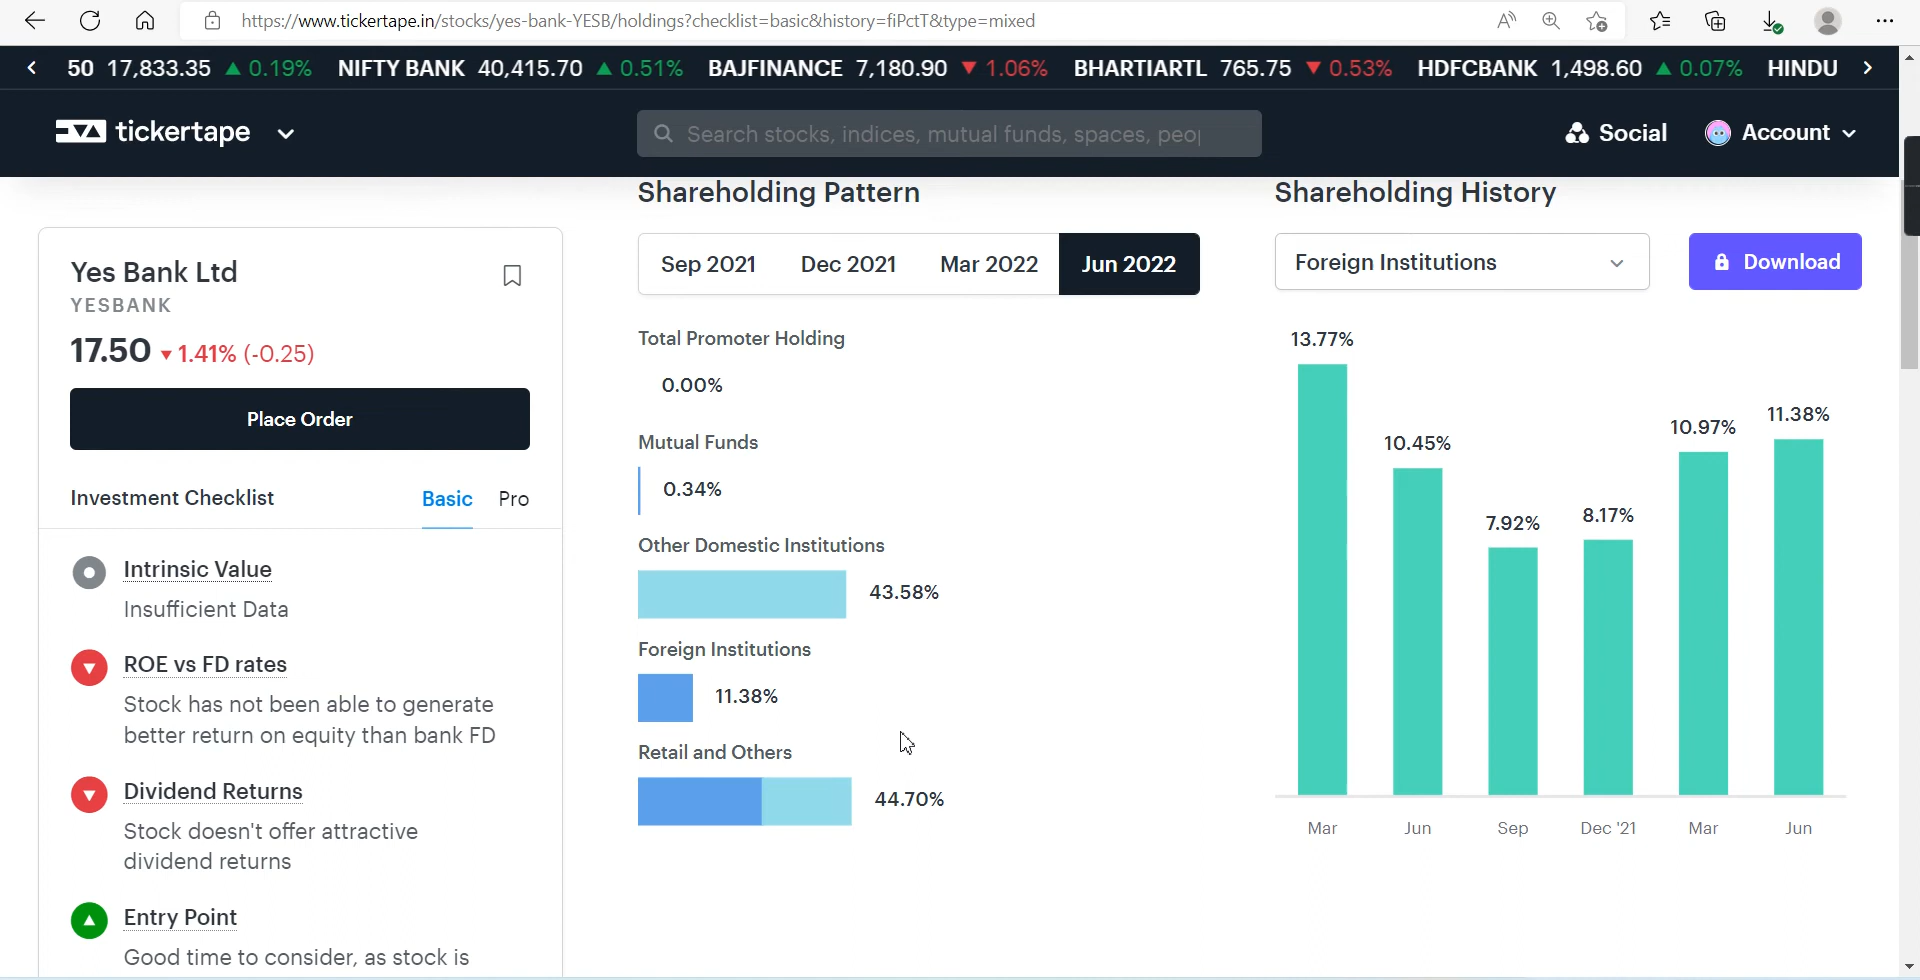 https://www.tickertape.in/stocks/yes-bank-YESB/holdings?checklist=basic&history=fiPctT&type=mixed
50 17,833.35 ▲ 0.19% NIFTY BANK 40,415.70 ▲ 0.51% BAJFINANCE 7,180.90 ▼ 1.06% BHARTIARTL 765.75 ▼ 0.53% HDFCBANK 1,498.60 ▲ 0.07% HINDU
tickertape
Search stocks, indices, mutual funds, spaces, peo
Social
Account
Yes Bank Ltd
YESBANK
17.50 ▼ 1.41% (-0.25)
Place Order
Investment Checklist Basic Pro
Intrinsic Value
Insufficient Data
ROE vs FD rates
Stock has not been able to generate
better return on equity than bank FD
Dividend Returns
Stock doesn't offer attractive
dividend returns
Entry Point
Good time to consider, as stock is
Shareholding Pattern
Sep 2021 Dec 2021 Mar 2022 Jun 2022
Total Promoter Holding
0.00%
Mutual Funds
0.34%
Other Domestic Institutions
43.58%
Foreign Institutions
11.38%
Retail and Others
44.70%
Shareholding History
Foreign Institutions
Download
13.77% 10.45% 7.92% 8.17% 10.97% 11.38%
Mar Jun Sep Dec '21 Mar Jun